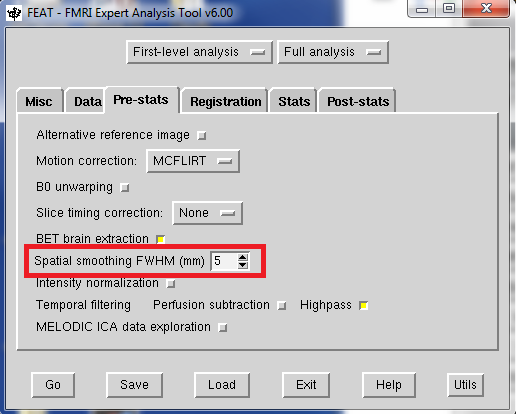 FEAT - FMRI Expert Analysis Tool v6.00
First-level analysis Full analysis
Misc Data Pre-stats Registration Stats Post-stats
Alternative reference image
Motion correction: MCFLIRT
B0 unwarping
Slice timing correction: None
BET brain extraction
Spatial smoothing FWHM (mm) 5
Intensity normalization
Temporal filtering Perfusion subtraction Highpass
MELODIC ICA data exploration
Go Save Load Exit Help Utils